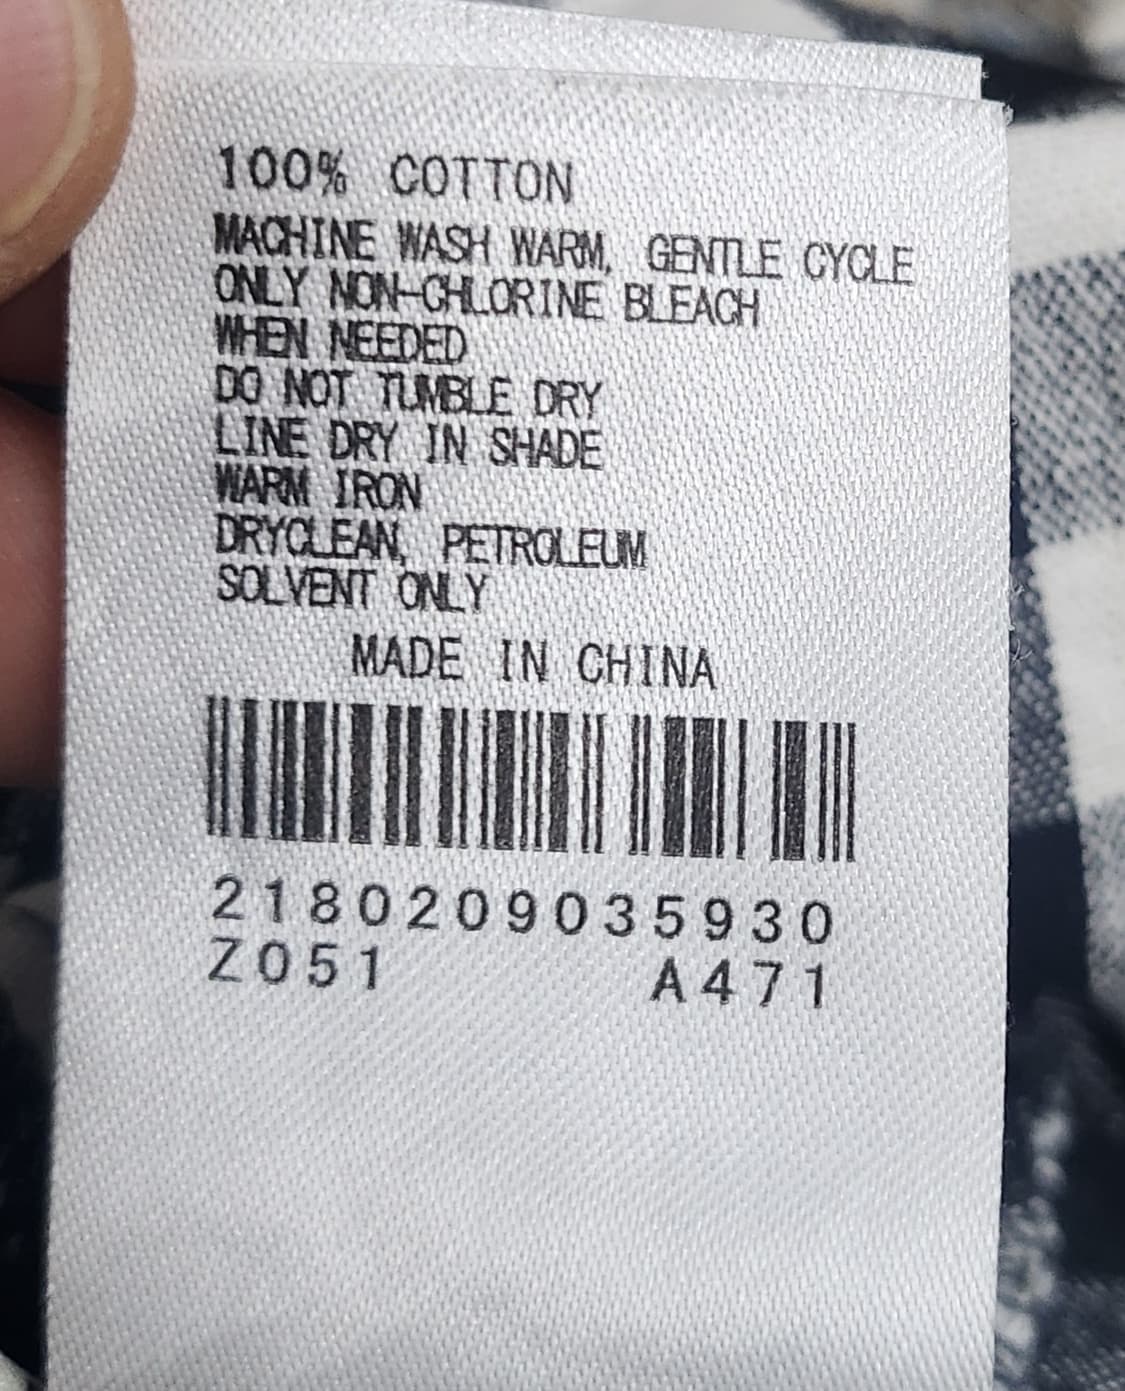 100% COTTON
MACHINE WASH WARM, GENTLE CYCLE
ONLY NON-CHLORINE BLEACH
WHEN NEEDED
DO NOT TUMBLE DRY
LINE DRY IN SHADE
WARM IRON
DRYCLEAN, PETROLEUM
SOLVENT ONLY
MADE IN CHINA
2180209035930
Z051 A471